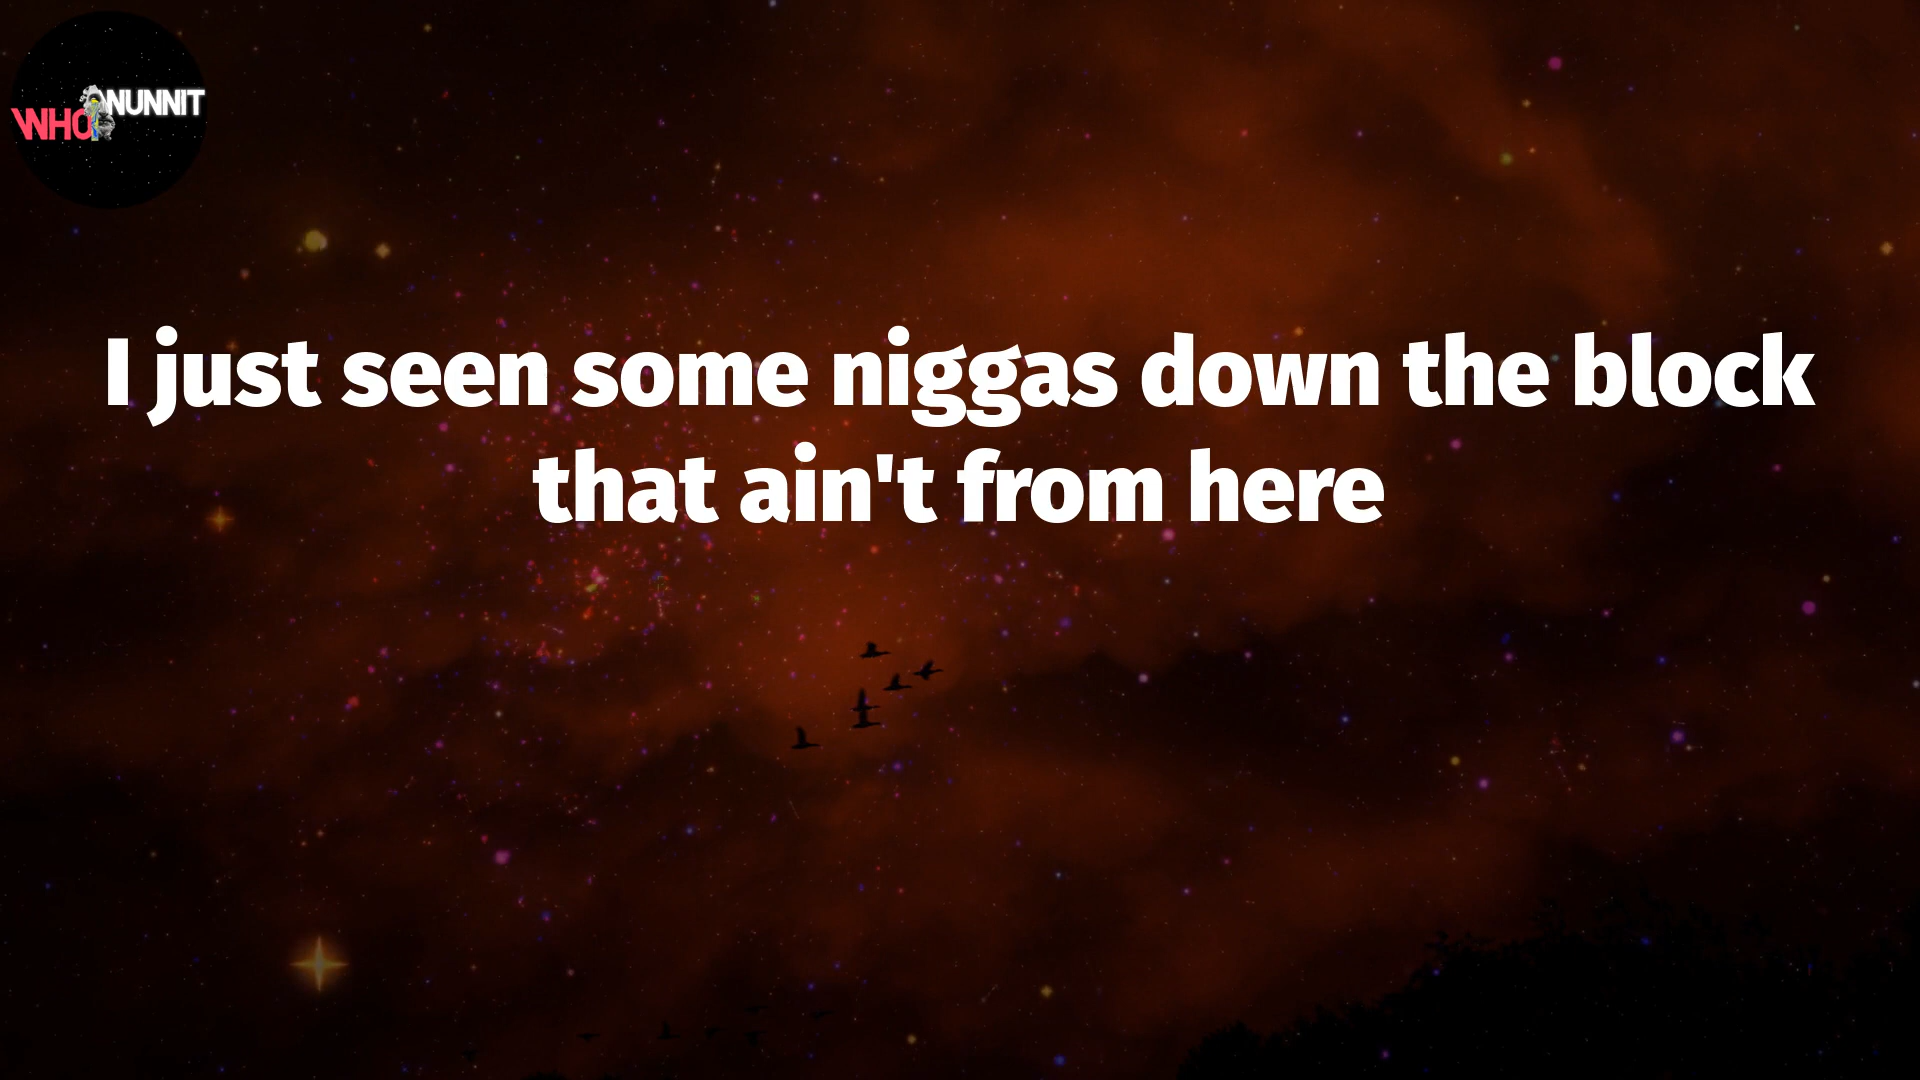 WHO NUNNIT
I just seen some niggas down the block
that ain't from here